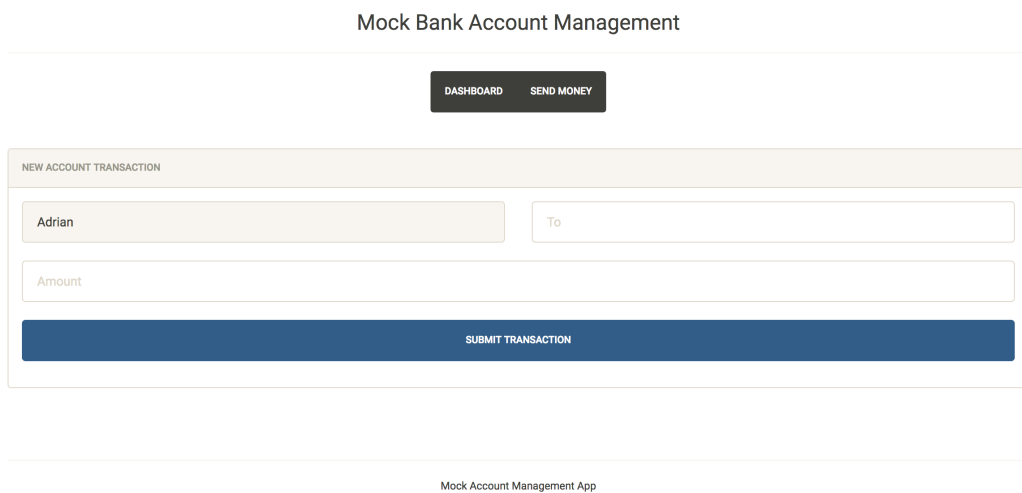 Mock Bank Account Management
DASHBOARD SEND MONEY
NEW ACCOUNT TRANSACTION
Adrian To
Amount
SUBMIT TRANSACTION
Mock Account Management App